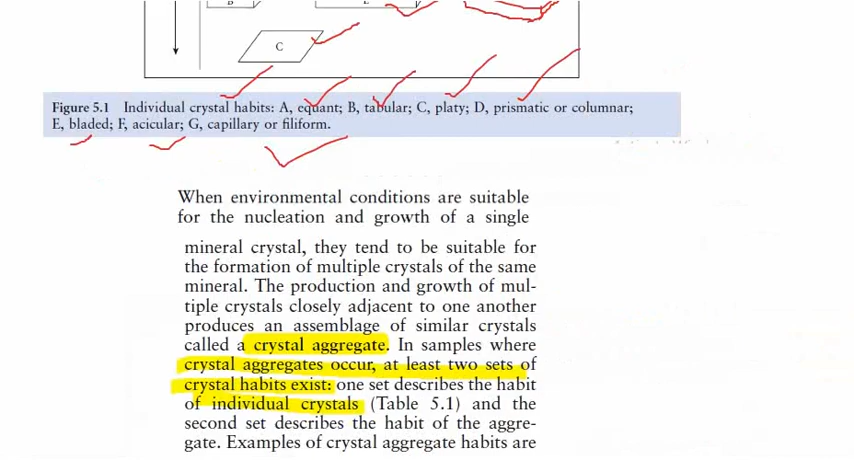 B
C
Figure 5.1 Individual crystal habits: A, equant; B, tabular; C, platy; D, prismatic or columnar;
E, bladed; F, acicular; G, capillary or filiform.
When environmental conditions are suitable
for the nucleation and growth of a single
mineral crystal, they tend to be suitable for
the formation of multiple crystals of the same
mineral. The production and growth of mul-
tiple crystals closely adjacent to one another
produces an assemblage of similar crystals
called a crystal aggregate. In samples where
crystal aggregates occur, at least two sets of
crystal habits exist: one set describes the habit
of individual crystals (Table 5.1) and the
second set describes the habit of the aggre-
gate. Examples of crystal aggregate habits are